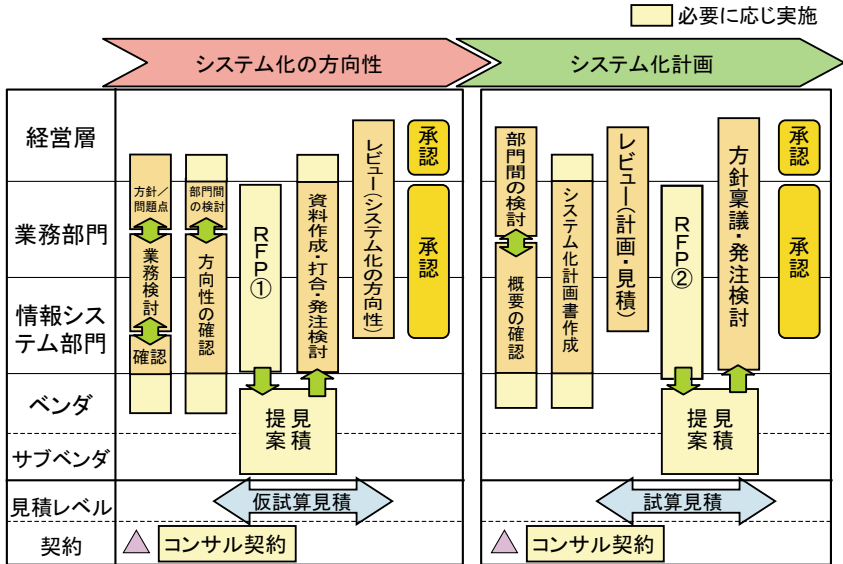 必要に応じ実施
システム化の方向性
システム化計画
経営層
業務部門
情報シス
テム部門
ベンダ
サブベンダ
見積レベル
契約
方針／
問題点
業務検討
確認
部門間
の検討
方向性の確認
RFP①
資料作成・打合・発注検討
レビュー(システム化の方向性)
承認
承認
提案
見積
仮試算見積
コンサル契約
部門間の検討
概要の確認
システム化計画書作成
レビュー(計画・見積)
RFP②
方針稟議・発注検討
承認
承認
提案
見積
試算見積
コンサル契約